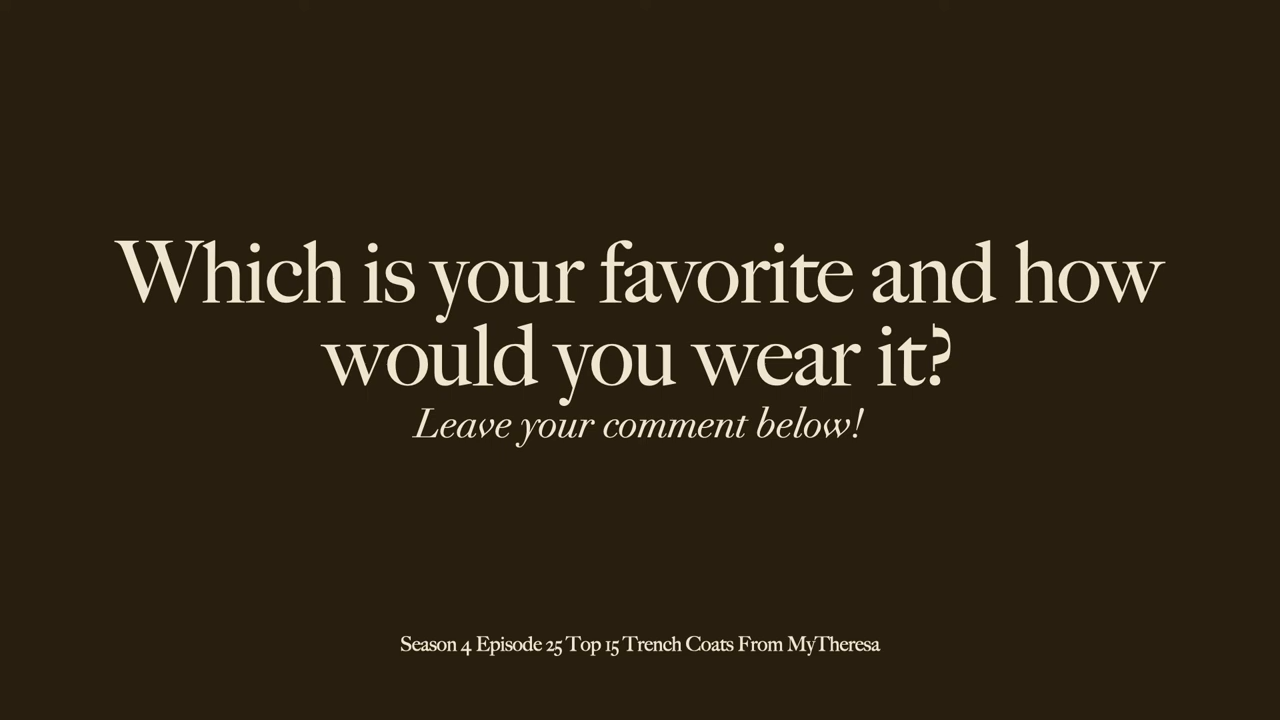 Which is your favorite and how
would you wear it?
Leave your comment below!
Season 4 Episode 25 Top 15 Trench Coats From MyTheresa